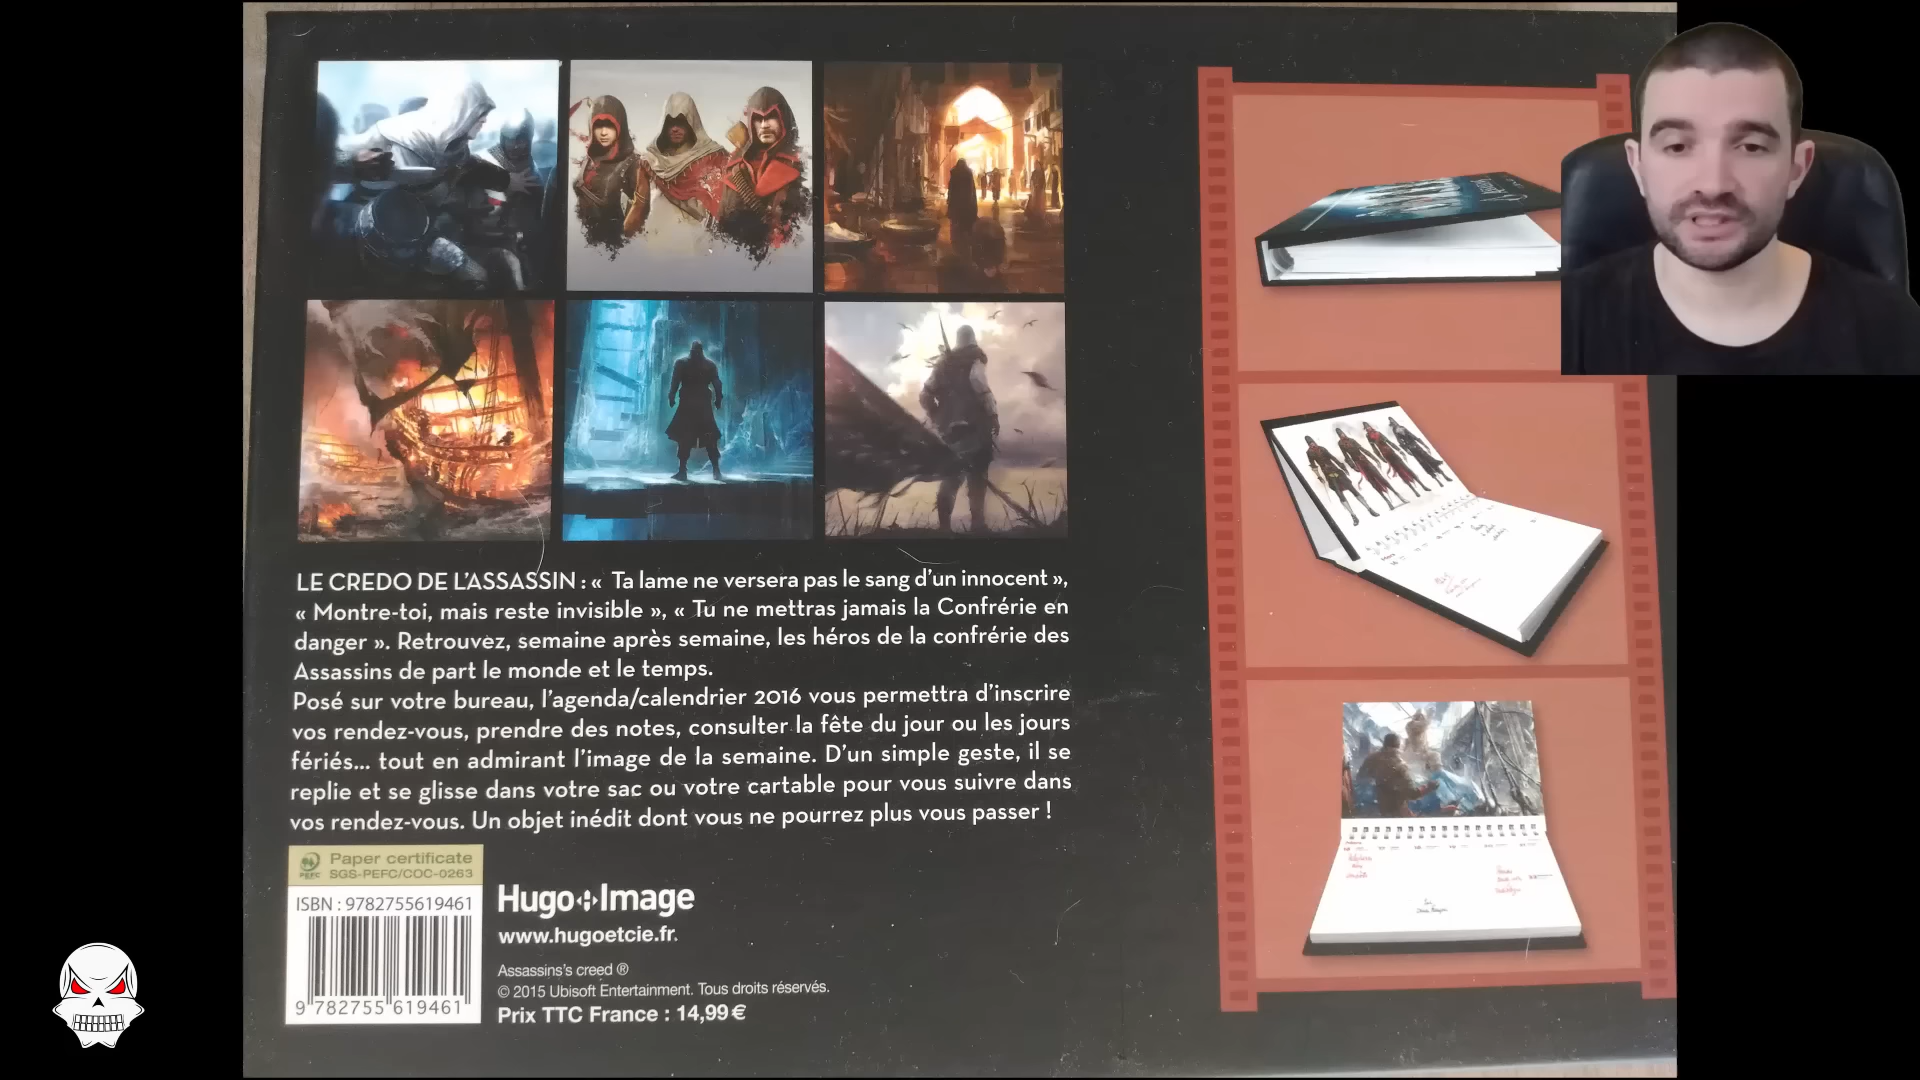 LE CREDO DE L'ASSASSIN : « Ta lame ne versera pas le sang d'un innocent »,
« Montre-toi, mais reste invisible », « Tu ne mettras jamais la Confrérie en
danger ». Retrouvez, semaine après semaine, les héros de la confrérie des
Assassins de part le monde et le temps.
Posé sur votre bureau, l'agenda/calendrier 2016 vous permettra d'inscrire
vos rendez-vous, prendre des notes, consulter la fête du jour ou les jours
fériés... tout en admirant l'image de la semaine. D'un simple geste, il se
replie et se glisse dans votre sac ou votre cartable pour vous suivre dans
vos rendez-vous. Un objet inédit dont vous ne pourrez plus vous passer !
PEFC
Paper certificate
SGS-PEFC/COC-0263
ISBN : 9782755619461
9 782755 619461
Hugo Image
www.hugoetcie.fr.
Assassins's creed ®
© 2015 Ubisoft Entertainment. Tous droits réservés.
Prix TTC France : 14,99 €